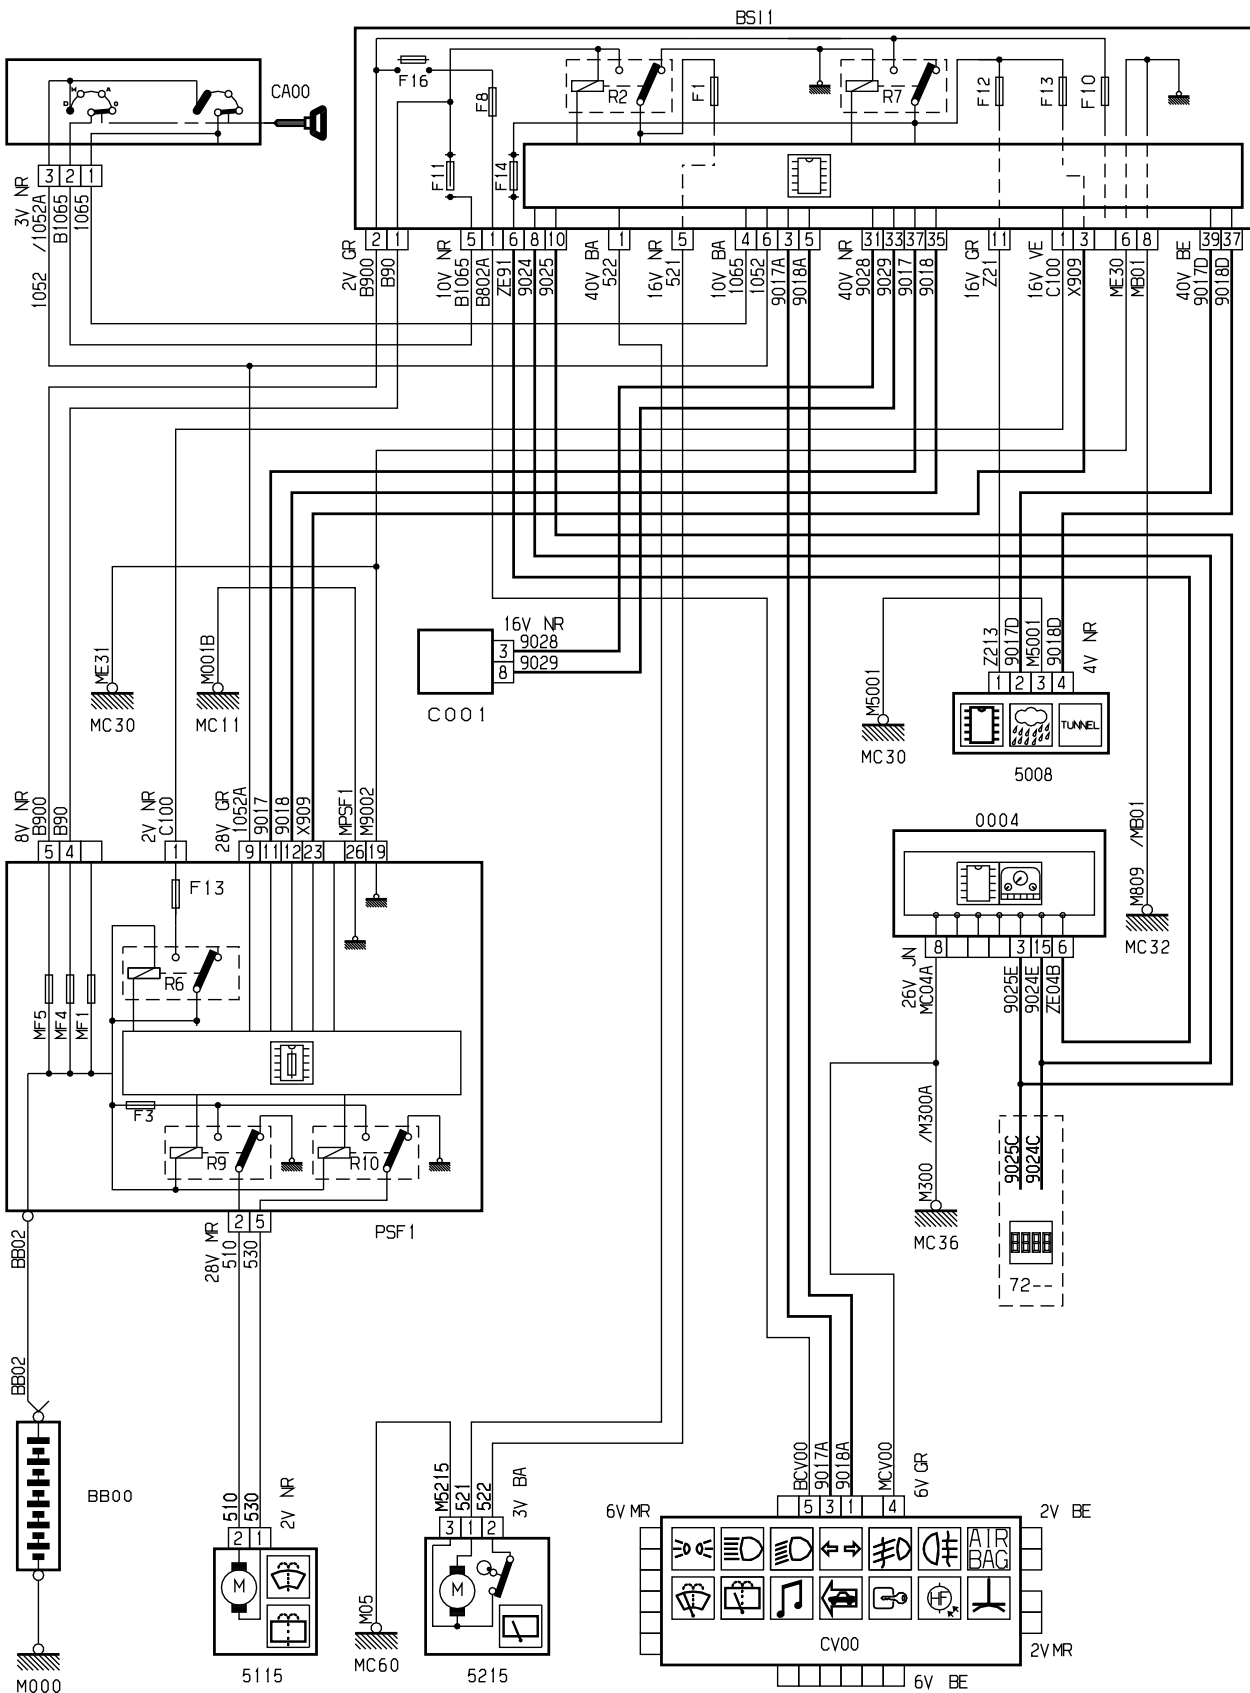 BSI1
CA00
M
A
D
C
F16
F8
R2
F1
R7
F12
F13
F10
F11
F14
3 2 1
3V NR
1052 /1052A
B1065
1065
2 1
2V GR
B900
B90
5 1 6 8 10
10V NR
B1065
B802A
ZE91
9024
9025
1
40V BA
522
5
16V NR
521
4 6 3 5
10V BA
1065
1052
9017A
9018A
31 33 37 35
40V NR
9028
9029
9017
9018
11
16V GR
Z21
1 3 6 8
16V VE
C100
X909
ME30
MB01
39 37
40V BE
9017D
9018D
ME31
MC30
M001B
MC11
16V NR
3 9028
8 9029
C001
M5001
MC30
Z213
9017D
M5001
9018D
4V NR
1 2 3 4
TUNNEL
5008
0004
M809 /MB01
MC32
8 3 15 6
26V JN
MC04A
9025E
9024E
ZE04B
M300 /M300A
MC36
9025C
9024C
72--
8V NR
B900
B90
5 4
2V NR
C100
1
28V GR
1052A
9017
9018
X909
MPSF1
M9002
9 11 12 23 26 19
F13
R6
MF5
MF4
MF1
F3
R9
R10
2 5
PSF1
28V MR
510
530
BB02
BB02
BB00
M000
510
530
2V NR
2 1
M
5115
M05
MC60
M5215
521
522
3V BA
3 1 2
M
5215
BCV00
9017A
9018A
MCV00
6V GR
5 3 1 4
6V MR
2V BE
AIR
BAG
HF
CV00
2V MR
6V BE